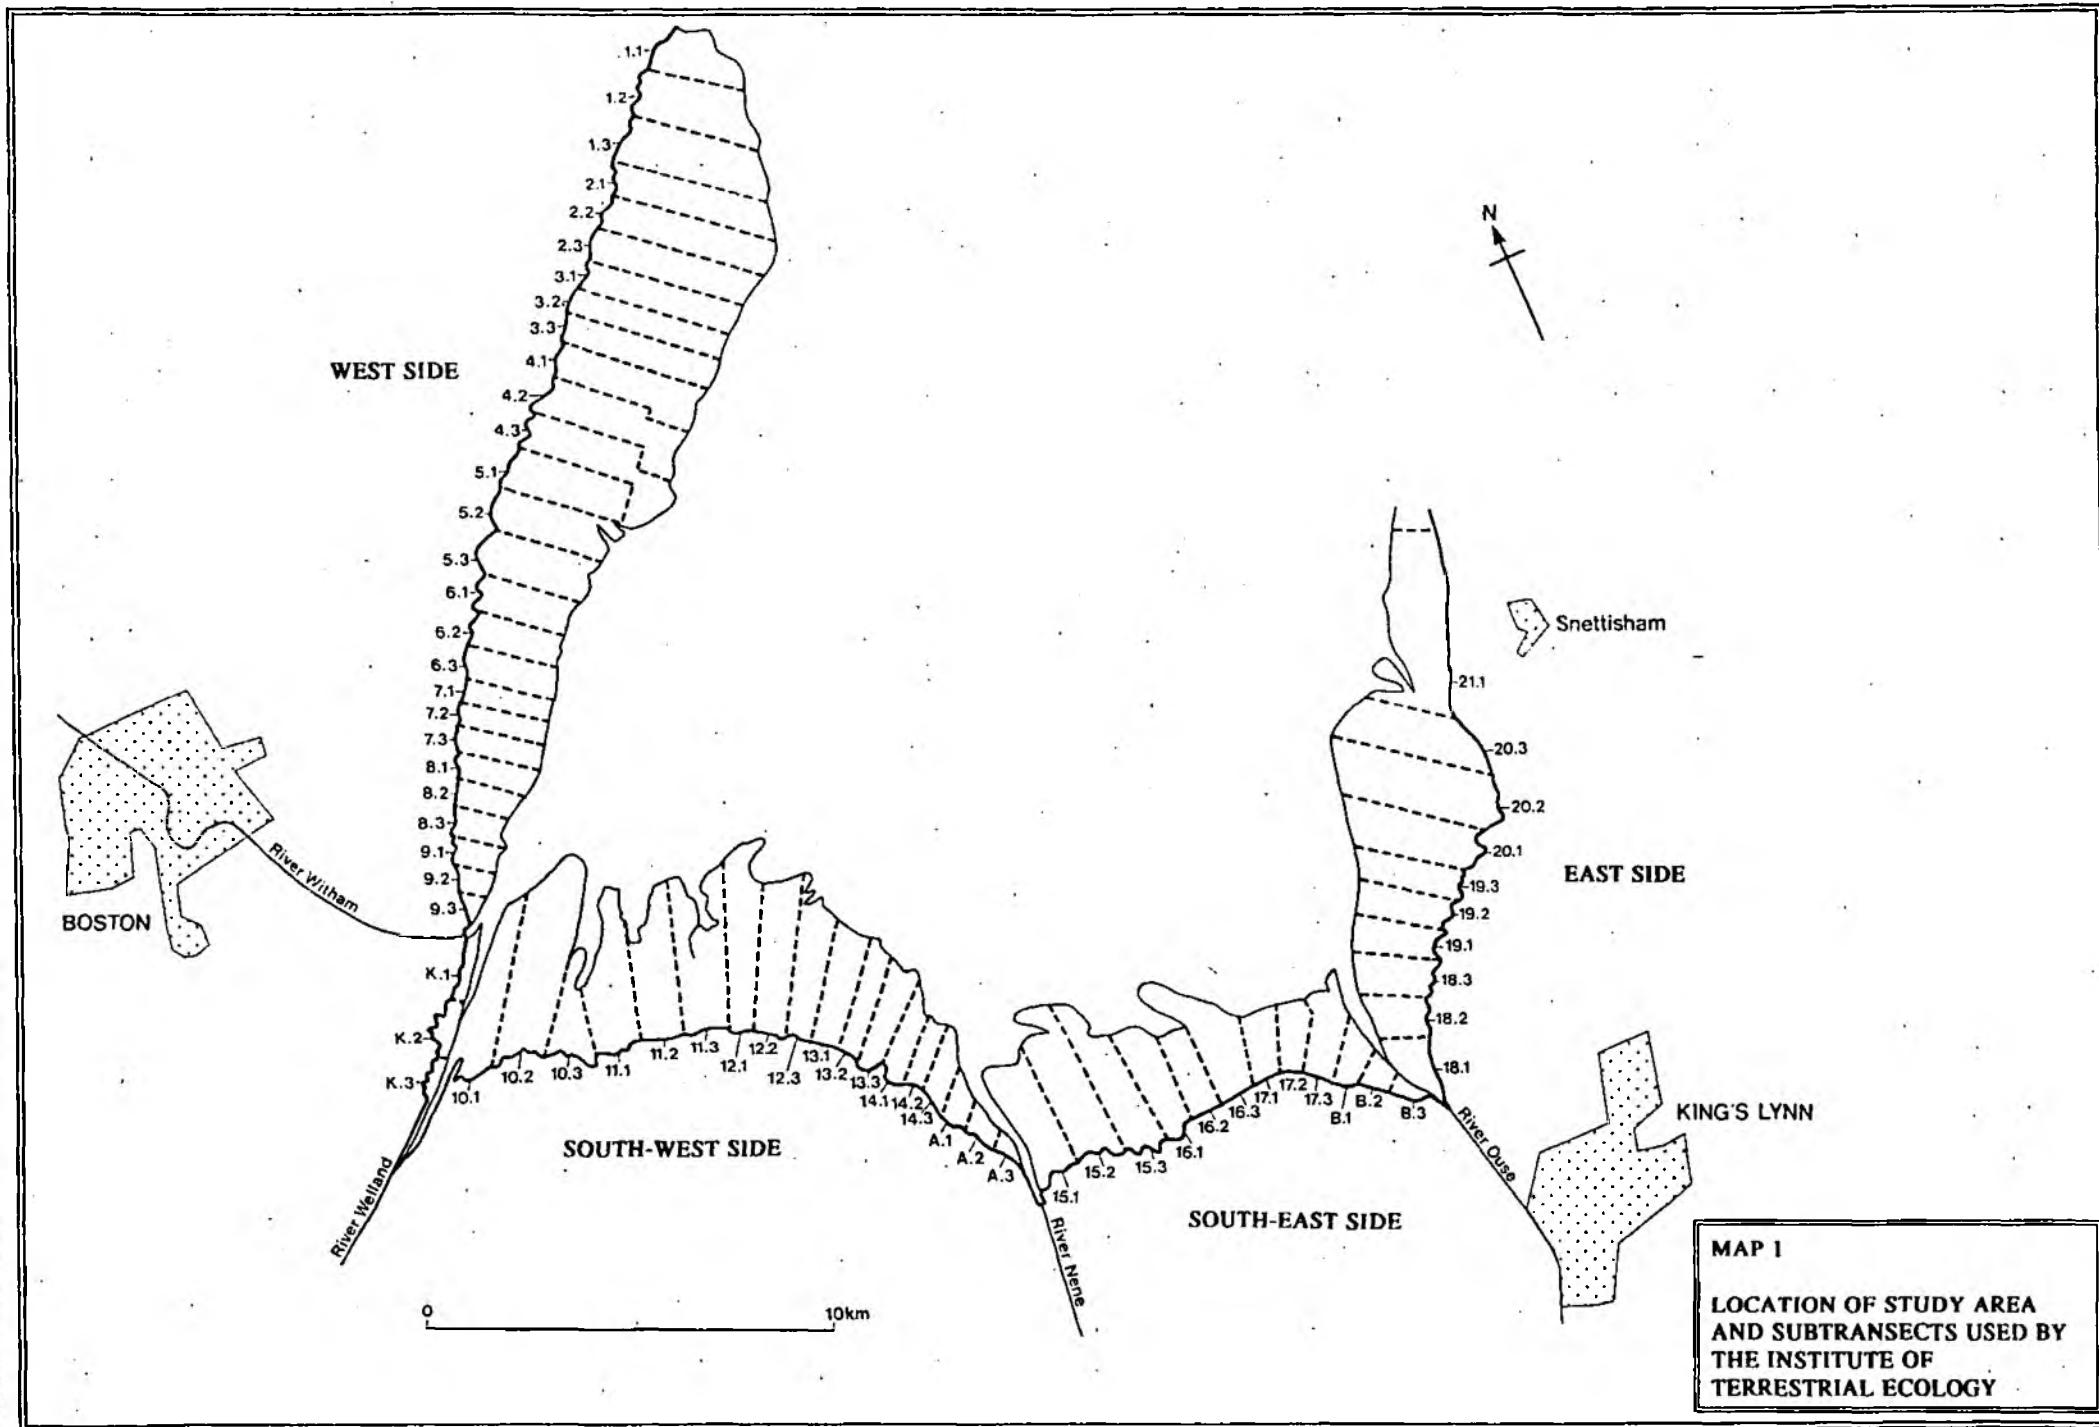 1.1
1.2
1.3
2.1
2.2
2.3
3.1
3.2
3.3
4.1
4.2
4.3
5.1
5.2
5.3
6.1
6.2
6.3
7.1
7.2
7.3
8.1
8.2
8.3
9.1
9.2
9.3
K.1
K.2
K.3
WEST SIDE
N
Snettisham
BOSTON
River Witham
River Welland
10.1
10.2
10.3
11.1
11.2
11.3
12.1
12.2
12.3
13.1
13.2
13.3
14.1
14.2
14.3
A.1
A.2
A.3
SOUTH-WEST SIDE
River Nene
15.1
15.2
15.3
16.1
16.2
16.3
17.1
17.2
17.3
B.1
B.2
B.3
SOUTH-EAST SIDE
21.1
20.3
20.2
20.1
19.3
19.2
19.1
18.3
18.2
18.1
EAST SIDE
River Ouse
KING'S LYNN
0
10km
MAP 1
LOCATION OF STUDY AREA
AND SUBTRANSECTS USED BY
THE INSTITUTE OF
TERRESTRIAL ECOLOGY